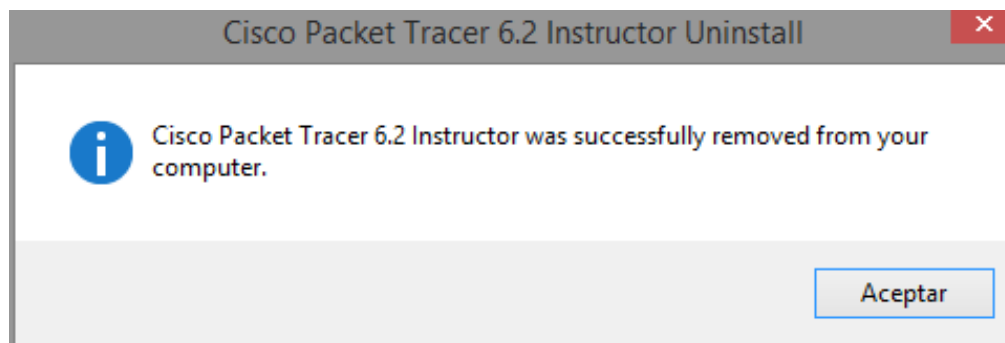 Cisco Packet Tracer 6.2 Instructor Uninstall
Cisco Packet Tracer 6.2 Instructor was successfully removed from your
computer.
Aceptar